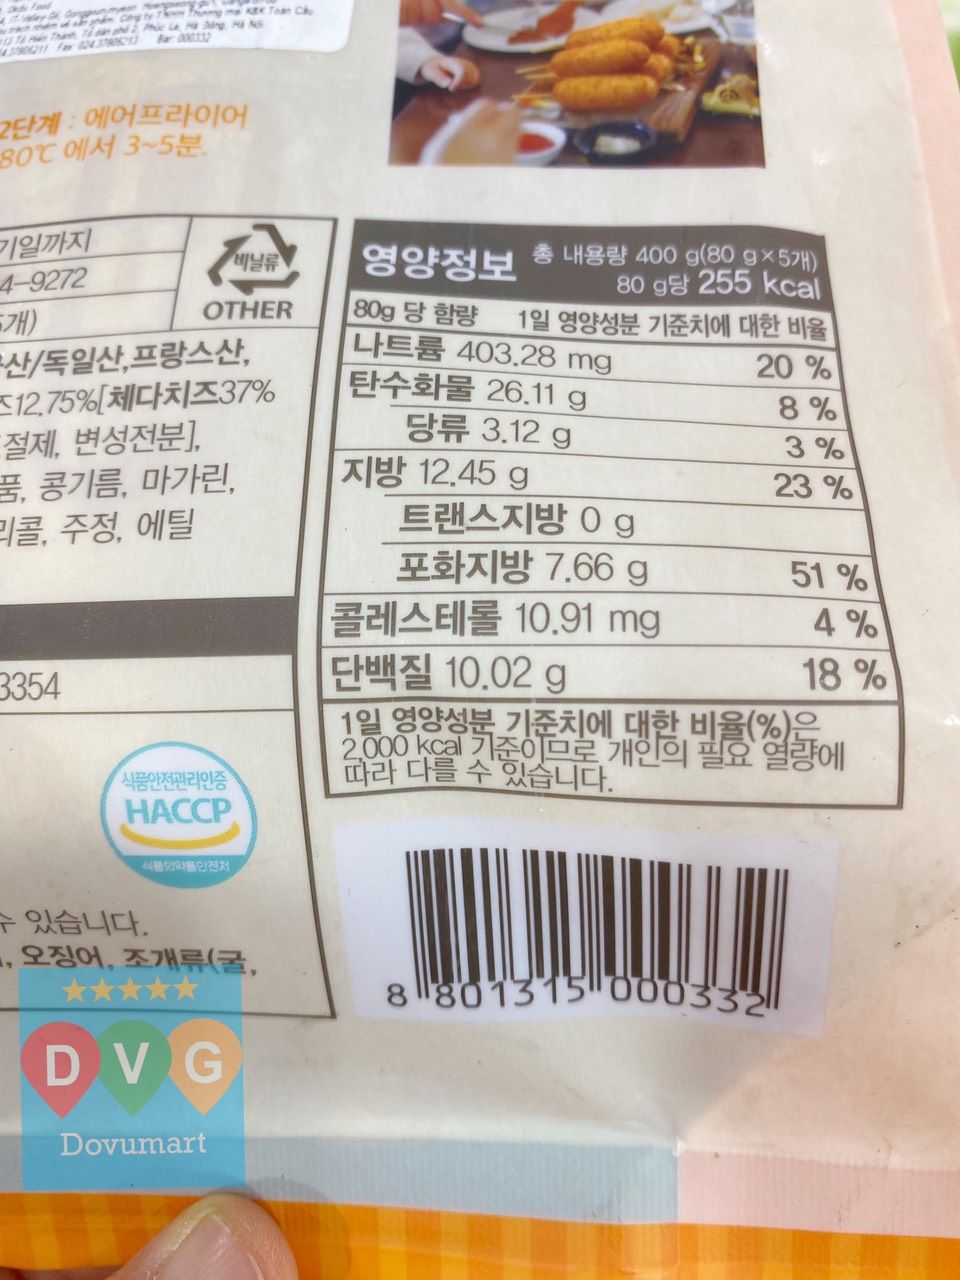 2단계 : 에어프라이어
80℃ 에서 3~5분.
기일까지
4-9272
비닐류
OTHER
산/독일산,프랑스산,
즈12.75%[체다치즈37%
절제, 변성전분],
품, 콩기름, 마가린,
리콜, 주정, 에틸
3354
식품안전관리인증
HACCP
식품의약품안전처
수 있습니다.
, 오징어, 조개류(굴,
영양정보
총 내용량 400 g(80 g×5개)
80 g당 255 kcal
80g 당 함량 1일 영양성분 기준치에 대한 비율
나트륨 403.28 mg 20 %
탄수화물 26.11 g 8 %
당류 3.12 g 3 %
지방 12.45 g 23 %
트랜스지방 0 g
포화지방 7.66 g 51 %
콜레스테롤 10.91 mg 4 %
단백질 10.02 g 18 %
1일 영양성분 기준치에 대한 비율(%)은
2,000 kcal 기준이므로 개인의 필요 열량에
따라 다를 수 있습니다.
8 801315 000332
DVG
Dovumart